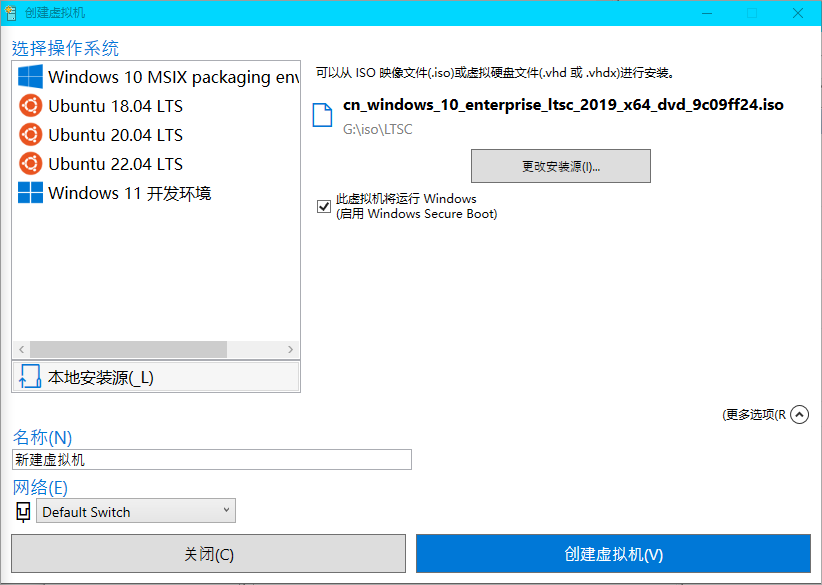 创建虚拟机
选择操作系统
Windows 10 MSIX packaging env
Ubuntu 18.04 LTS
Ubuntu 20.04 LTS
Ubuntu 22.04 LTS
Windows 11 开发环境
本地安装源(_L)
可以从 ISO 映像文件(.iso)或虚拟硬盘文件(.vhd 或 .vhdx)进行安装。
cn_windows_10_enterprise_ltsc_2019_x64_dvd_9c09ff24.iso
G:\iso\LTSC
更改安装源(I)...
此虚拟机将运行 Windows
(启用 Windows Secure Boot)
(更多选项(R
名称(N)
新建虚拟机
网络(E)
Default Switch
关闭(C)
创建虚拟机(V)